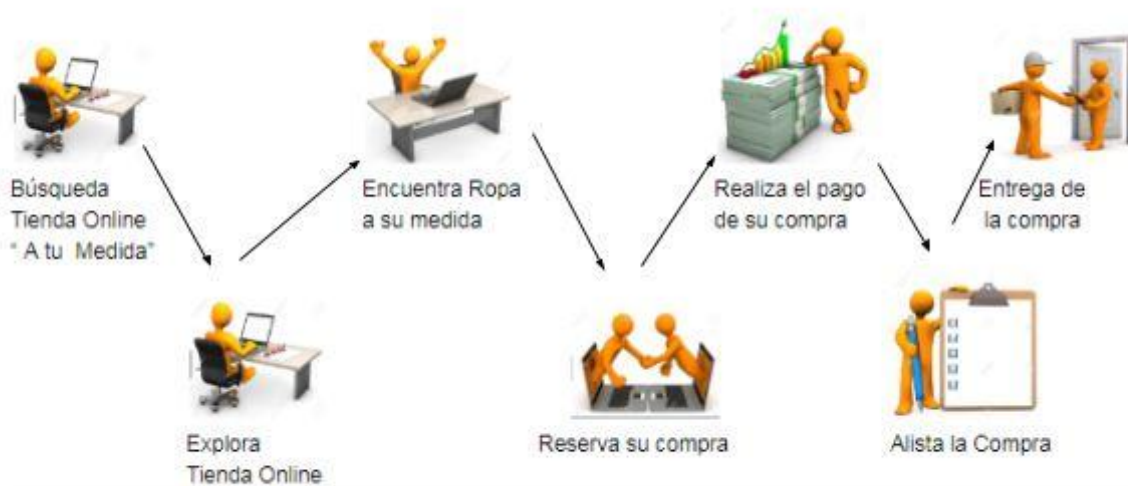 Búsqueda
Tienda Online
“ A tu Medida”
Explora
Tienda Online
Encuentra Ropa
a su medida
Reserva su compra
Realiza el pago
de su compra
Alista la Compra
Entrega de
la compra